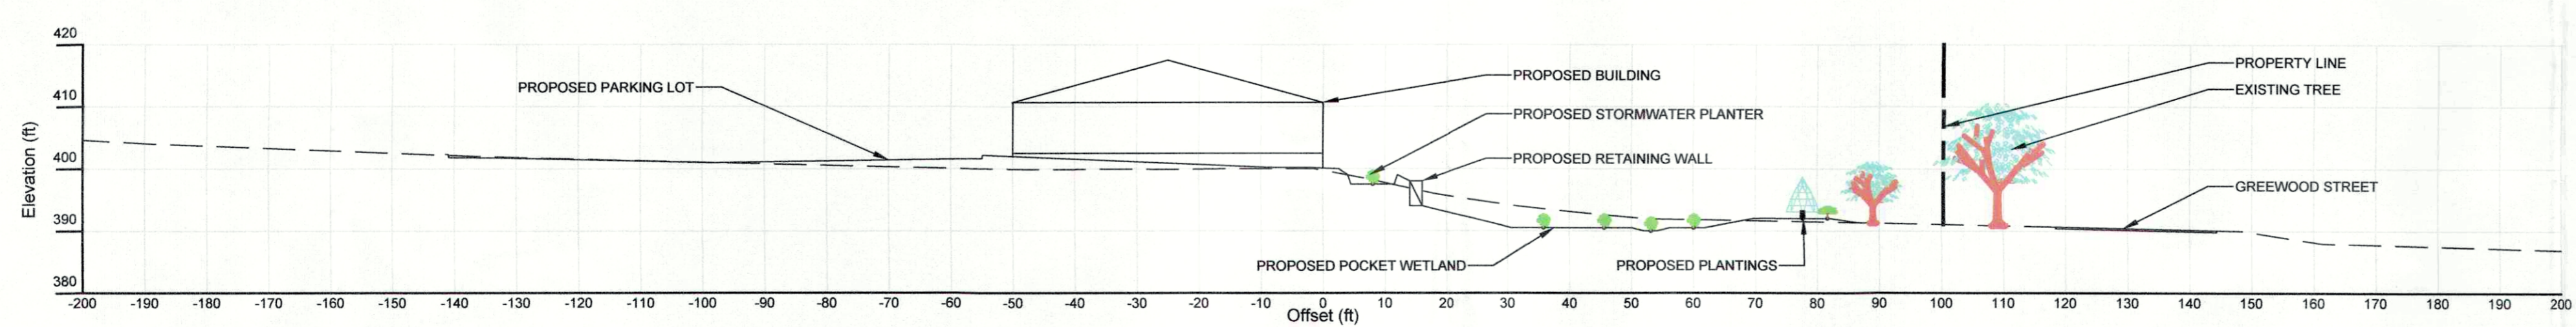 420
410
400
390
380
Elevation (ft)
PROPOSED PARKING LOT
PROPOSED BUILDING
PROPOSED STORMWATER PLANTER
PROPOSED RETAINING WALL
PROPERTY LINE
EXISTING TREE
GREEWOOD STREET
PROPOSED POCKET WETLAND
PROPOSED PLANTINGS
-200 -190 -180 -170 -160 -150 -140 -130 -120 -110 -100 -90 -80 -70 -60 -50 -40 -30 -20 -10 0 10 20 30 40 50 60 70 80 90 100 110 120 130 140 150 160 170 180 190 200
Offset (ft)